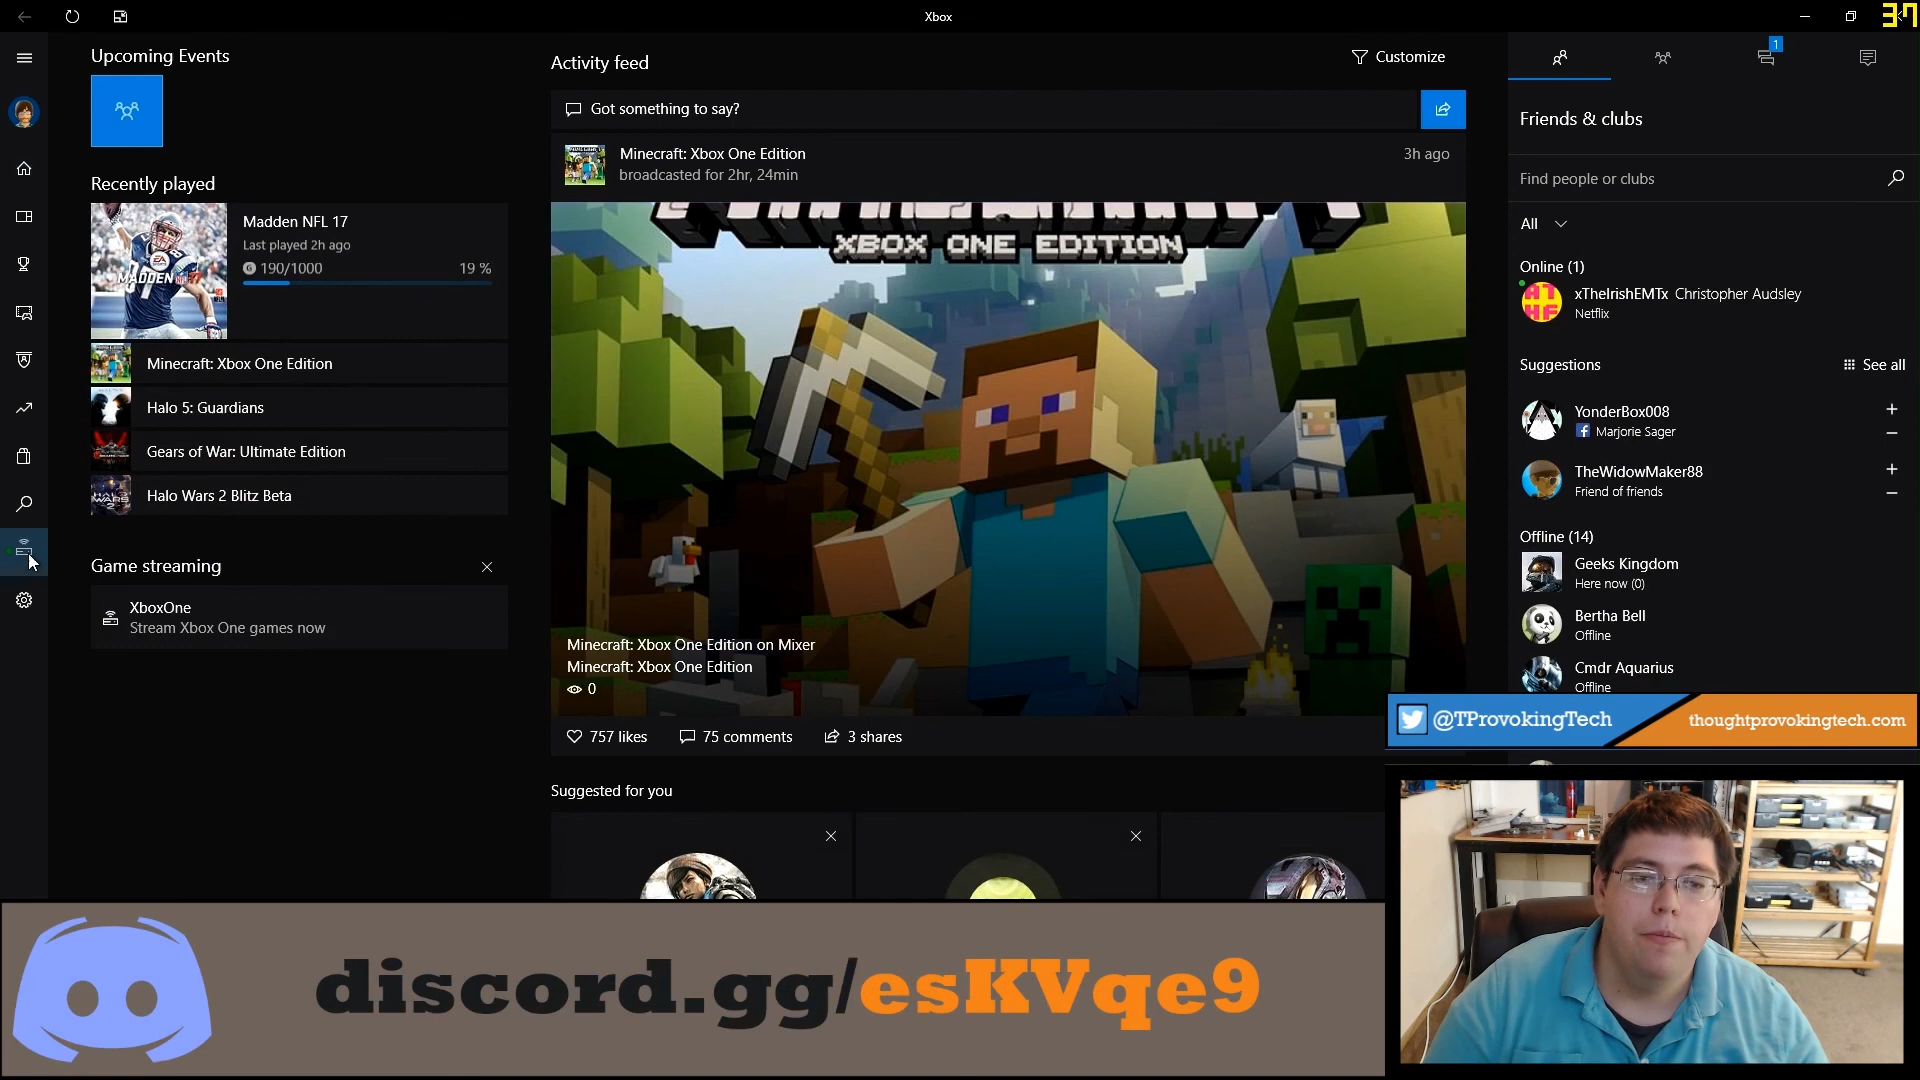 Xbox
37
Upcoming Events
Recently played
Madden NFL 17
Last played 2h ago
G 190/1000 19 %
EA SPORTS
MADDEN
Minecraft: Xbox One Edition
Halo 5: Guardians
Gears of War: Ultimate Edition
Halo Wars 2 Blitz Beta
Game streaming
XboxOne
Stream Xbox One games now
Activity feed
Customize
Got something to say?
Minecraft: Xbox One Edition
broadcasted for 2hr, 24min
3h ago
XBOX ONE EDITION
Minecraft: Xbox One Edition on Mixer
Minecraft: Xbox One Edition
0
757 likes
75 comments
3 shares
Suggested for you
1
Friends & clubs
Find people or clubs
All
Online (1)
xTheIrishEMTx Christopher Audsley
Netflix
Suggestions
See all
YonderBox008
Marjorie Sager
TheWidowMaker88
Friend of friends
Offline (14)
Geeks Kingdom
Here now (0)
Bertha Bell
Offline
Cmdr Aquarius
Offline
@TProvokingTech
thoughtprovokingtech.com
discord.gg/esKVqe9